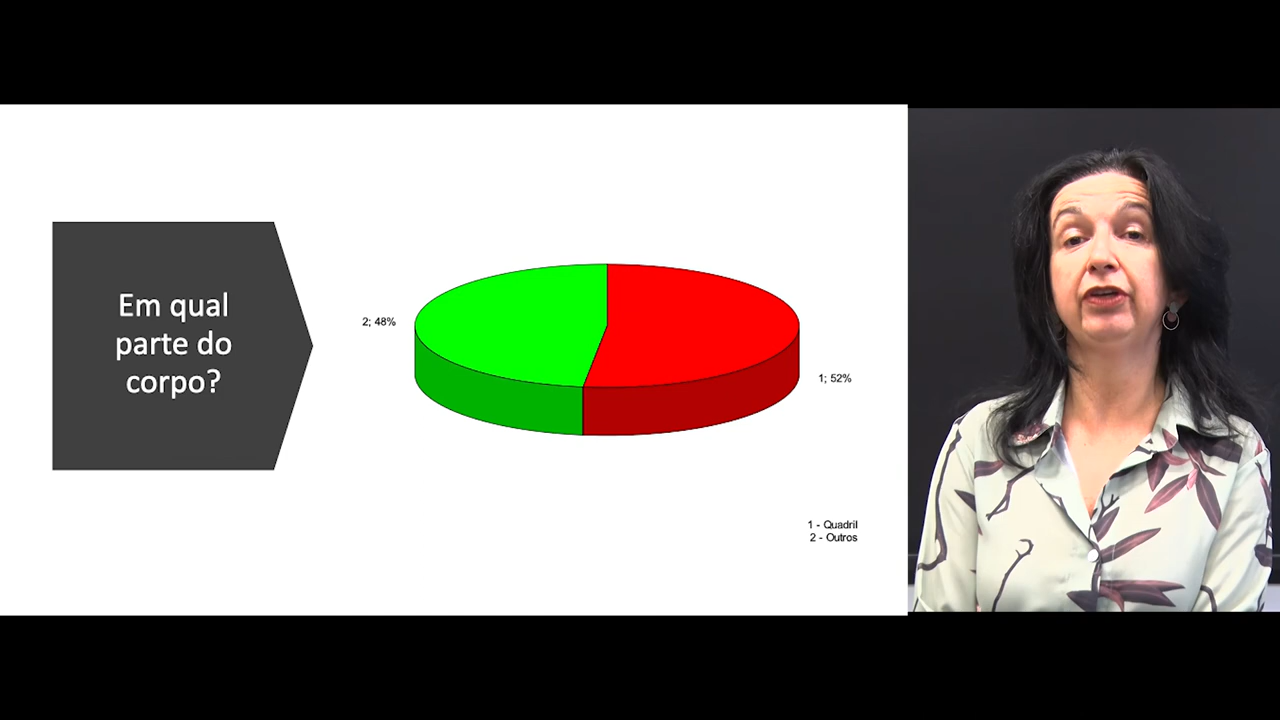 Em qual
parte do
corpo?
2; 48%
1; 52%
1 - Quadril
2 - Outros